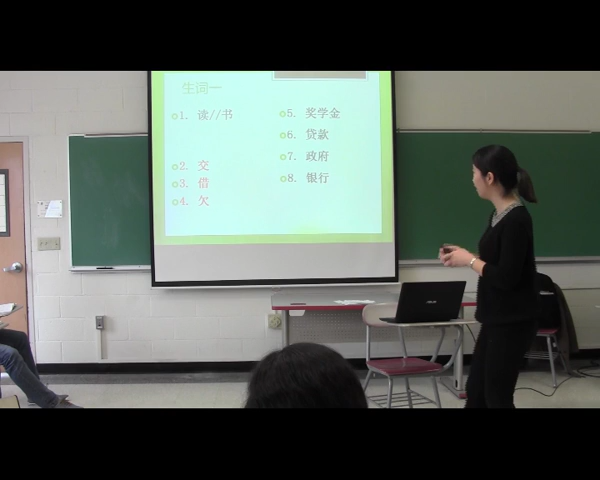 生词一
1. 读//书
2. 交
3. 借
4. 欠
5. 奖学金
6. 贷款
7. 政府
8. 银行
ASUS